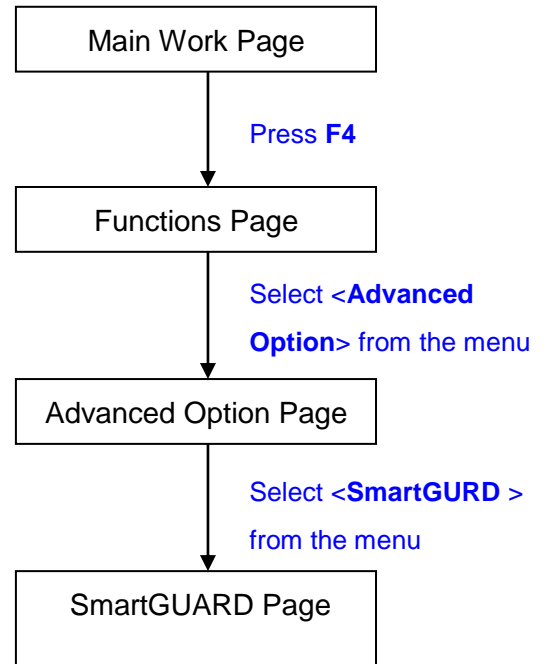 Main Work Page
Press F4
Functions Page
Select <Advanced
Option> from the menu
Advanced Option Page
Select <SmartGURD >
from the menu
SmartGUARD Page